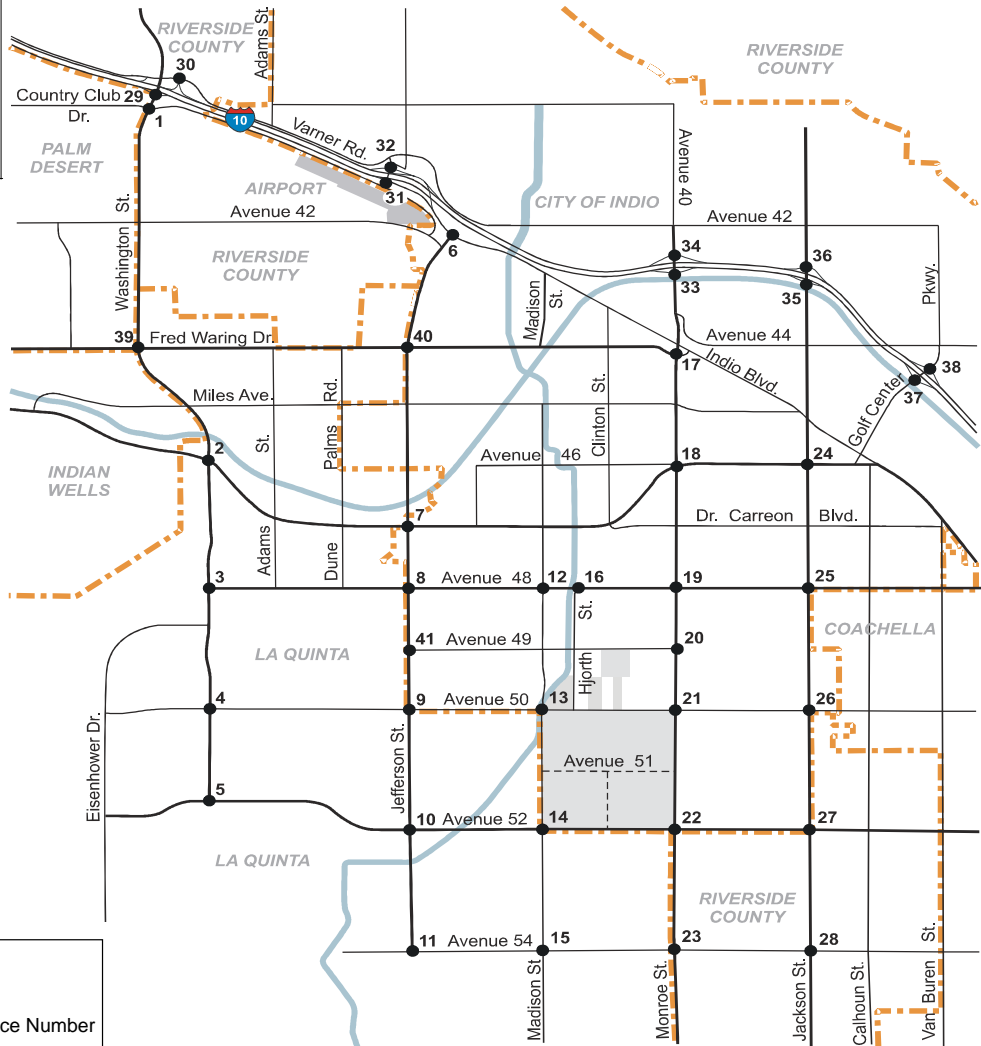 RIVERSIDE
COUNTY
Adams St.
RIVERSIDE
COUNTY
30
Country Club
Dr.
29
1
10
Varner Rd.
32
31
PALM
DESERT
AIRPORT
Avenue 40
CITY OF INDIO
Washington St.
Avenue 42
Avenue 42
6
RIVERSIDE
COUNTY
34
33
36
35
Pkwy.
Madison
St.
39
Fred Waring Dr.
40
17
Avenue 44
Indio Blvd.
38
37
Golf Center
Miles Ave.
St.
Rd.
Palms
Clinton
St.
2
Avenue 46
18
24
INDIAN
WELLS
7
Dr. Carreon Blvd.
Adams
Dune
3
8
Avenue 48
12
16
St.
19
25
LA QUINTA
41
Avenue 49
Hjorth
20
COACHELLA
4
9
Avenue 50
13
21
26
Eisenhower Dr.
Jefferson St.
Avenue 51
5
10
Avenue 52
14
22
27
LA QUINTA
RIVERSIDE
COUNTY
11
Avenue 54
15
23
28
Madison St.
Monroe St.
Jackson St.
Calhoun St.
Van Buren St.
ce Number